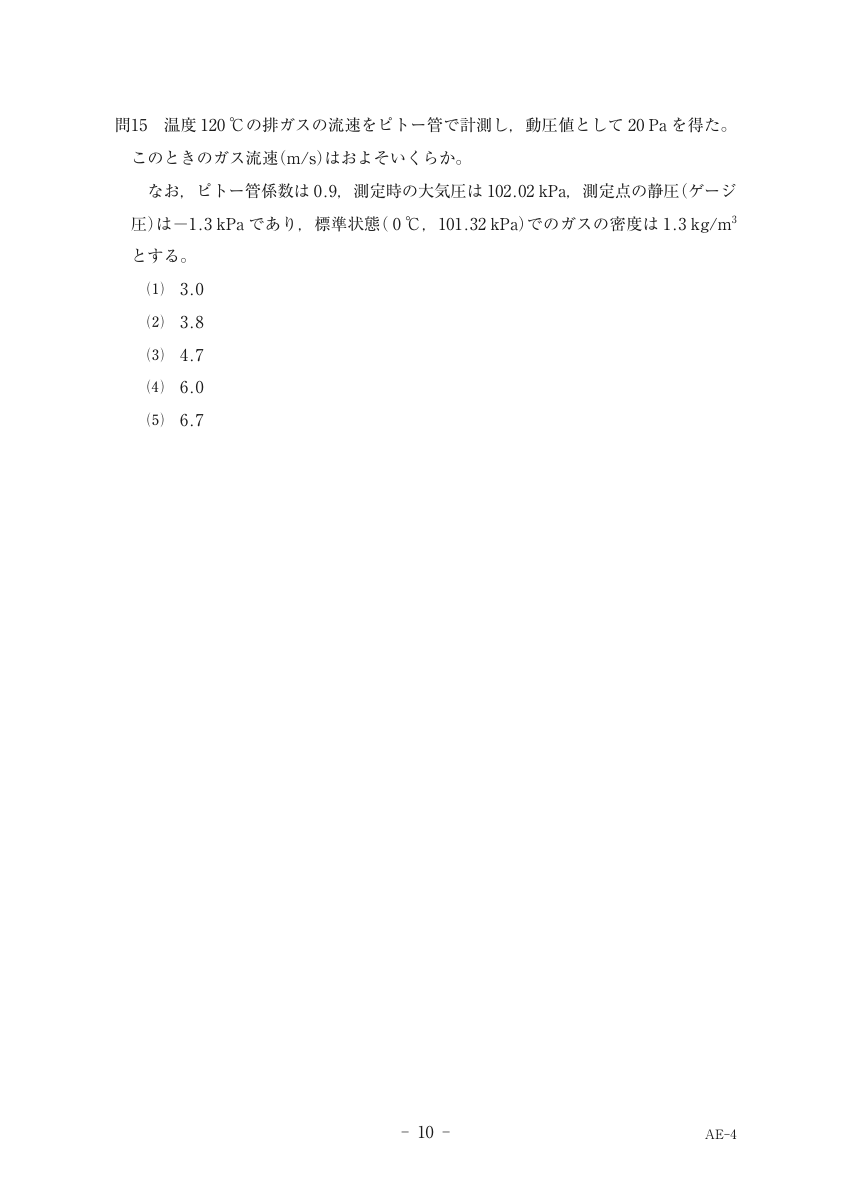 問15　温度 120 ℃の排ガスの流速をピトー管で計測し，動圧値として 20 Pa を得た。
このときのガス流速(m/s)はおよそいくらか。
なお，ピトー管係数は 0.9，測定時の大気圧は 102.02 kPa，測定点の静圧(ゲージ
圧)は－1.3 kPa であり，標準状態( 0 ℃，101.32 kPa)でのガスの密度は 1.3 kg/m³
とする。
⑴　3.0
⑵　3.8
⑶　4.7
⑷　6.0
⑸　6.7
－ 10 －
AE-4